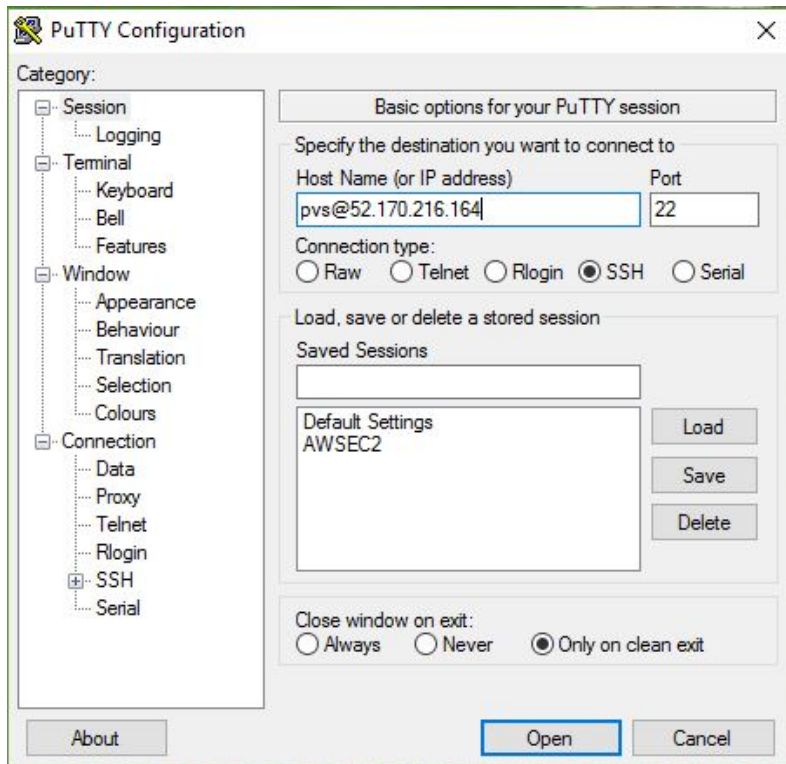 PuTTY Configuration
Category:
Session
Logging
Terminal
Keyboard
Bell
Features
Window
Appearance
Behaviour
Translation
Selection
Colours
Connection
Data
Proxy
Telnet
Rlogin
SSH
Serial
Basic options for your PuTTY session
Specify the destination you want to connect to
Host Name (or IP address) Port
pvs@52.170.216.164 22
Connection type:
Raw Telnet Rlogin SSH Serial
Load, save or delete a stored session
Saved Sessions
Default Settings
AWSEC2
Load
Save
Delete
Close window on exit:
Always Never Only on clean exit
About Open Cancel